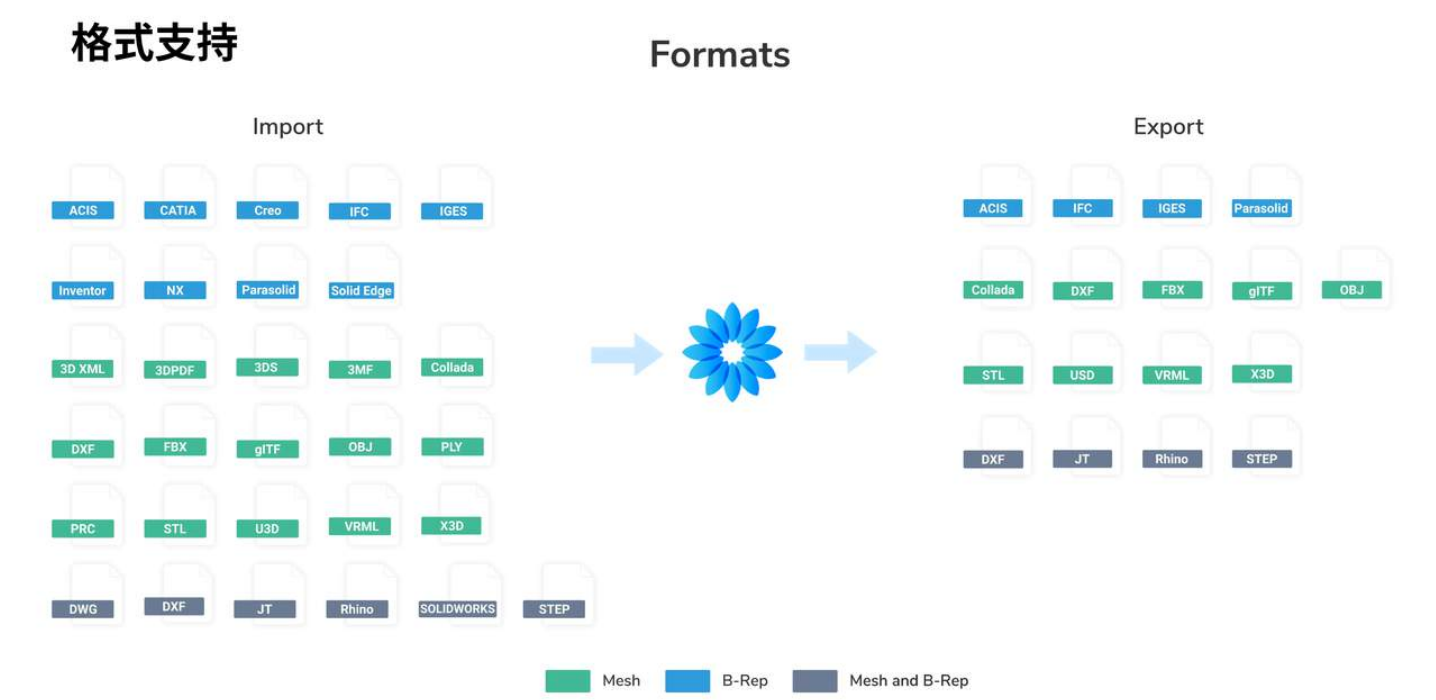 格式支持
Formats
Import
ACIS CATIA Creo IFC IGES
Inventor NX Parasolid Solid Edge
3D XML 3DPDF 3DS 3MF Collada
DXF FBX glTF OBJ PLY
PRC STL U3D VRML X3D
DWG DXF JT Rhino SOLIDWORKS STEP
Export
ACIS IFC IGES Parasolid
Collada DXF FBX glTF OBJ
STL USD VRML X3D
DXF JT Rhino STEP
Mesh B-Rep Mesh and B-Rep